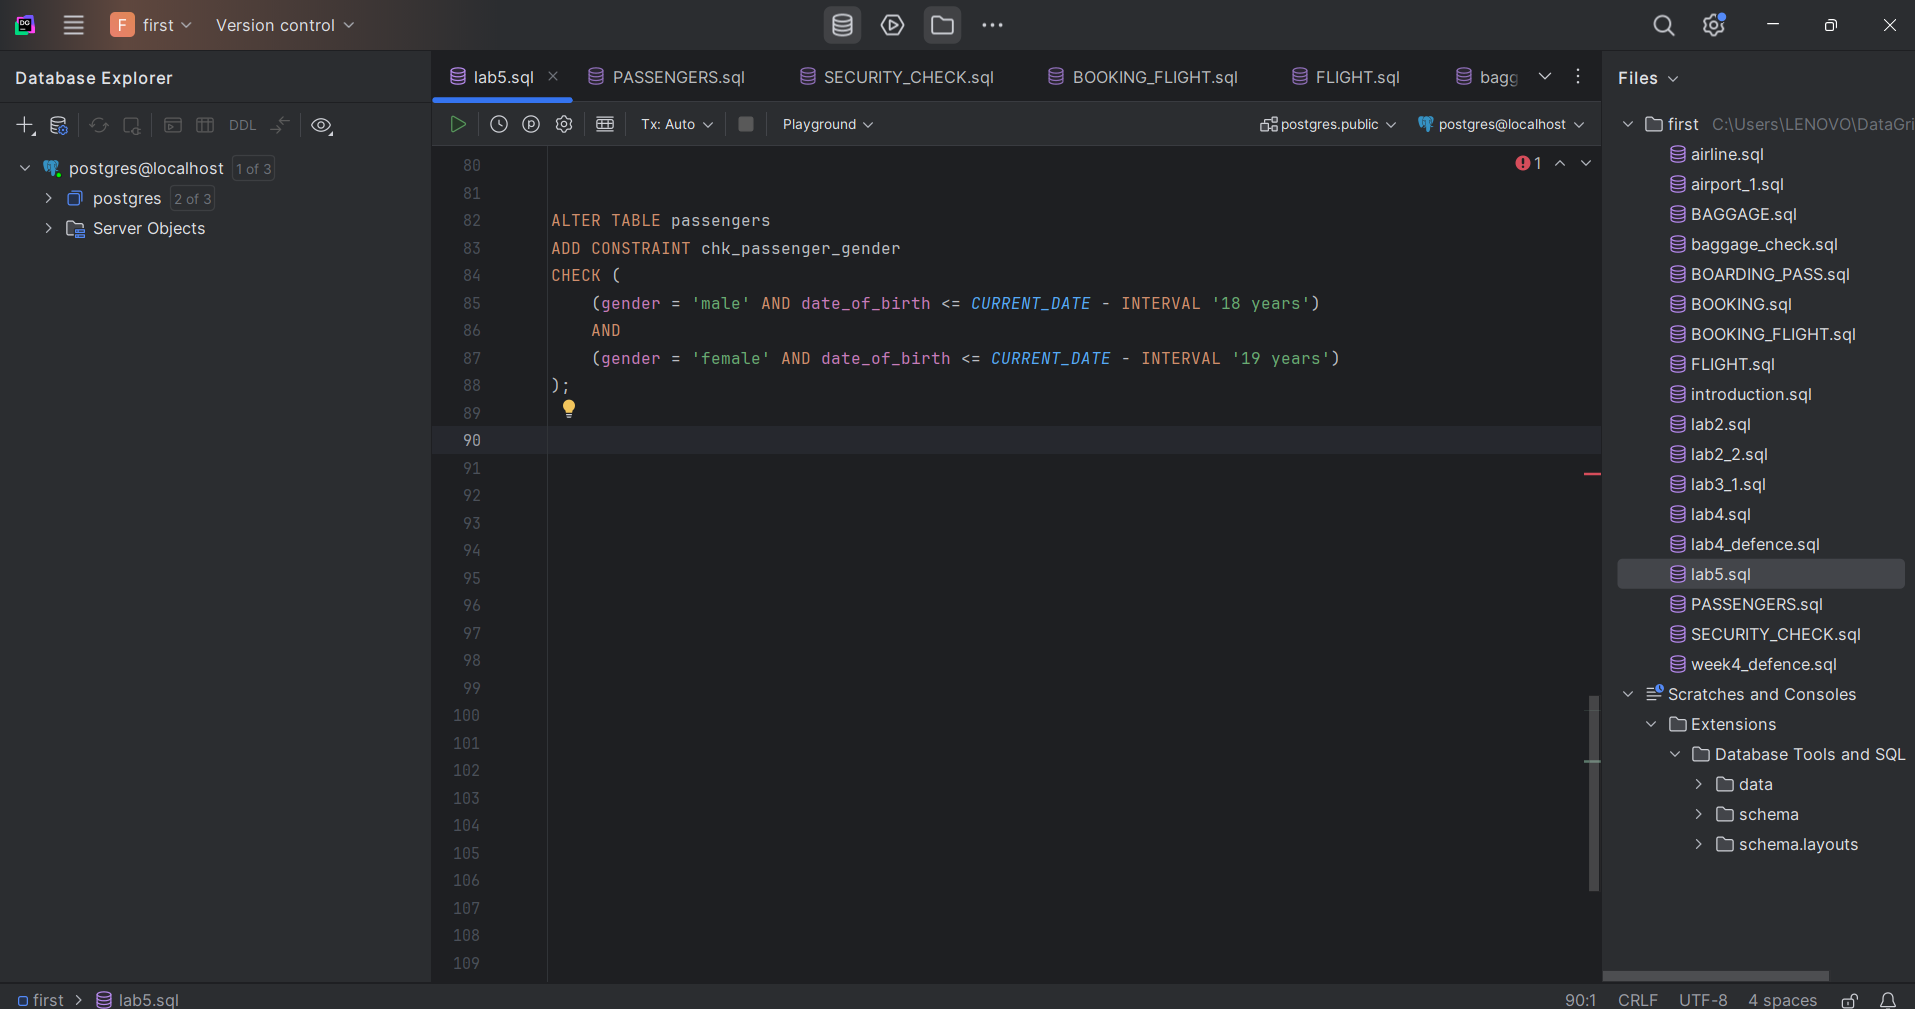 F first Version control
Database Explorer
lab5.sql PASSENGERS.sql SECURITY_CHECK.sql BOOKING_FLIGHT.sql FLIGHT.sql bagg
Files
DDL
Tx: Auto Playground postgres.public postgres@localhost
postgres@localhost 1 of 3
postgres 2 of 3
Server Objects
1
80
81
82 ALTER TABLE passengers
83 ADD CONSTRAINT chk_passenger_gender
84 CHECK (
85 (gender = 'male' AND date_of_birth <= CURRENT_DATE - INTERVAL '18 years')
86 AND
87 (gender = 'female' AND date_of_birth <= CURRENT_DATE - INTERVAL '19 years')
88 );
89
90
91
92
93
94
95
96
97
98
99
100
101
102
103
104
105
106
107
108
109
first C:\Users\LENOVO\DataGri
airline.sql
airport_1.sql
BAGGAGE.sql
baggage_check.sql
BOARDING_PASS.sql
BOOKING.sql
BOOKING_FLIGHT.sql
FLIGHT.sql
introduction.sql
lab2.sql
lab2_2.sql
lab3_1.sql
lab4.sql
lab4_defence.sql
lab5.sql
PASSENGERS.sql
SECURITY_CHECK.sql
week4_defence.sql
Scratches and Consoles
Extensions
Database Tools and SQL
data
schema
schema.layouts
first > lab5.sql
90:1 CRLF UTF-8 4 spaces